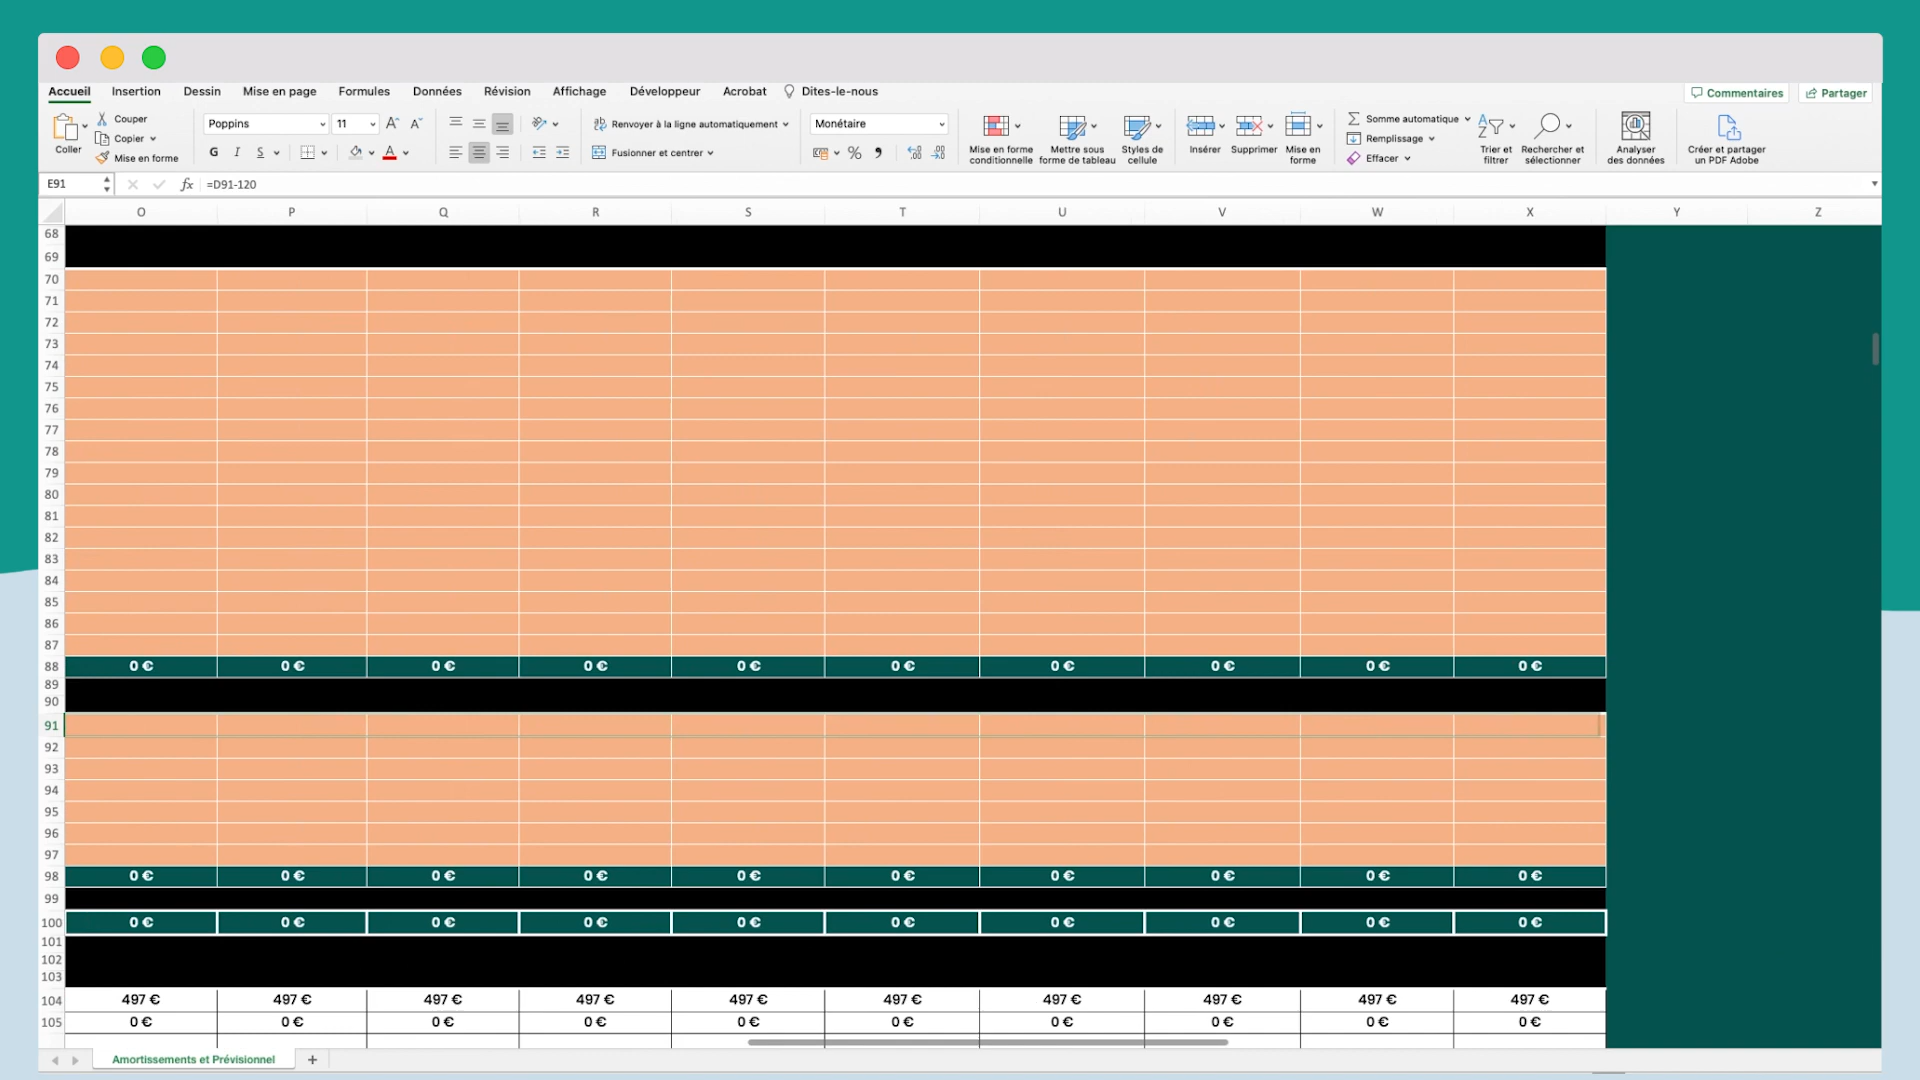 Accueil Insertion Dessin Mise en page Formules Données Révision Affichage Développeur Acrobat Dites-le-nous Commentaires Partager
Coller
Couper
Copier
Mise en forme
Poppins 11
G I S A
Renvoyer à la ligne automatiquement
Fusionner et centrer
Monétaire
Mise en forme conditionnelle
Mettre sous forme de tableau
Styles de cellule
Insérer
Supprimer
Mise en forme
Somme automatique
Remplissage
Effacer
Trier et filtrer
Rechercher et sélectionner
Analyser des données
Créer et partager un PDF Adobe
E91 fx =D91-120
O P Q R S T U V W X Y Z
68
69
70
71
72
73
74
75
76
77
78
79
80
81
82
83
84
85
86
87
88 0 € 0 € 0 € 0 € 0 € 0 € 0 € 0 € 0 € 0 €
89
90
91
92
93
94
95
96
97
98 0 € 0 € 0 € 0 € 0 € 0 € 0 € 0 € 0 € 0 €
99
100 0 € 0 € 0 € 0 € 0 € 0 € 0 € 0 € 0 € 0 €
101
102
103
104 497 € 497 € 497 € 497 € 497 € 497 € 497 € 497 € 497 € 497 €
105 0 € 0 € 0 € 0 € 0 € 0 € 0 € 0 € 0 € 0 €
Amortissements et Prévisionnel +